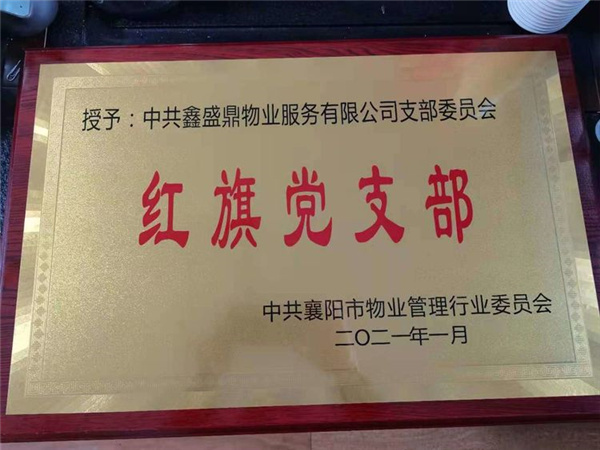 授予：中共鑫盛鼎物业服务有限公司支部委员会
红旗党支部
中共襄阳市物业管理行业委员会
二〇二一年一月